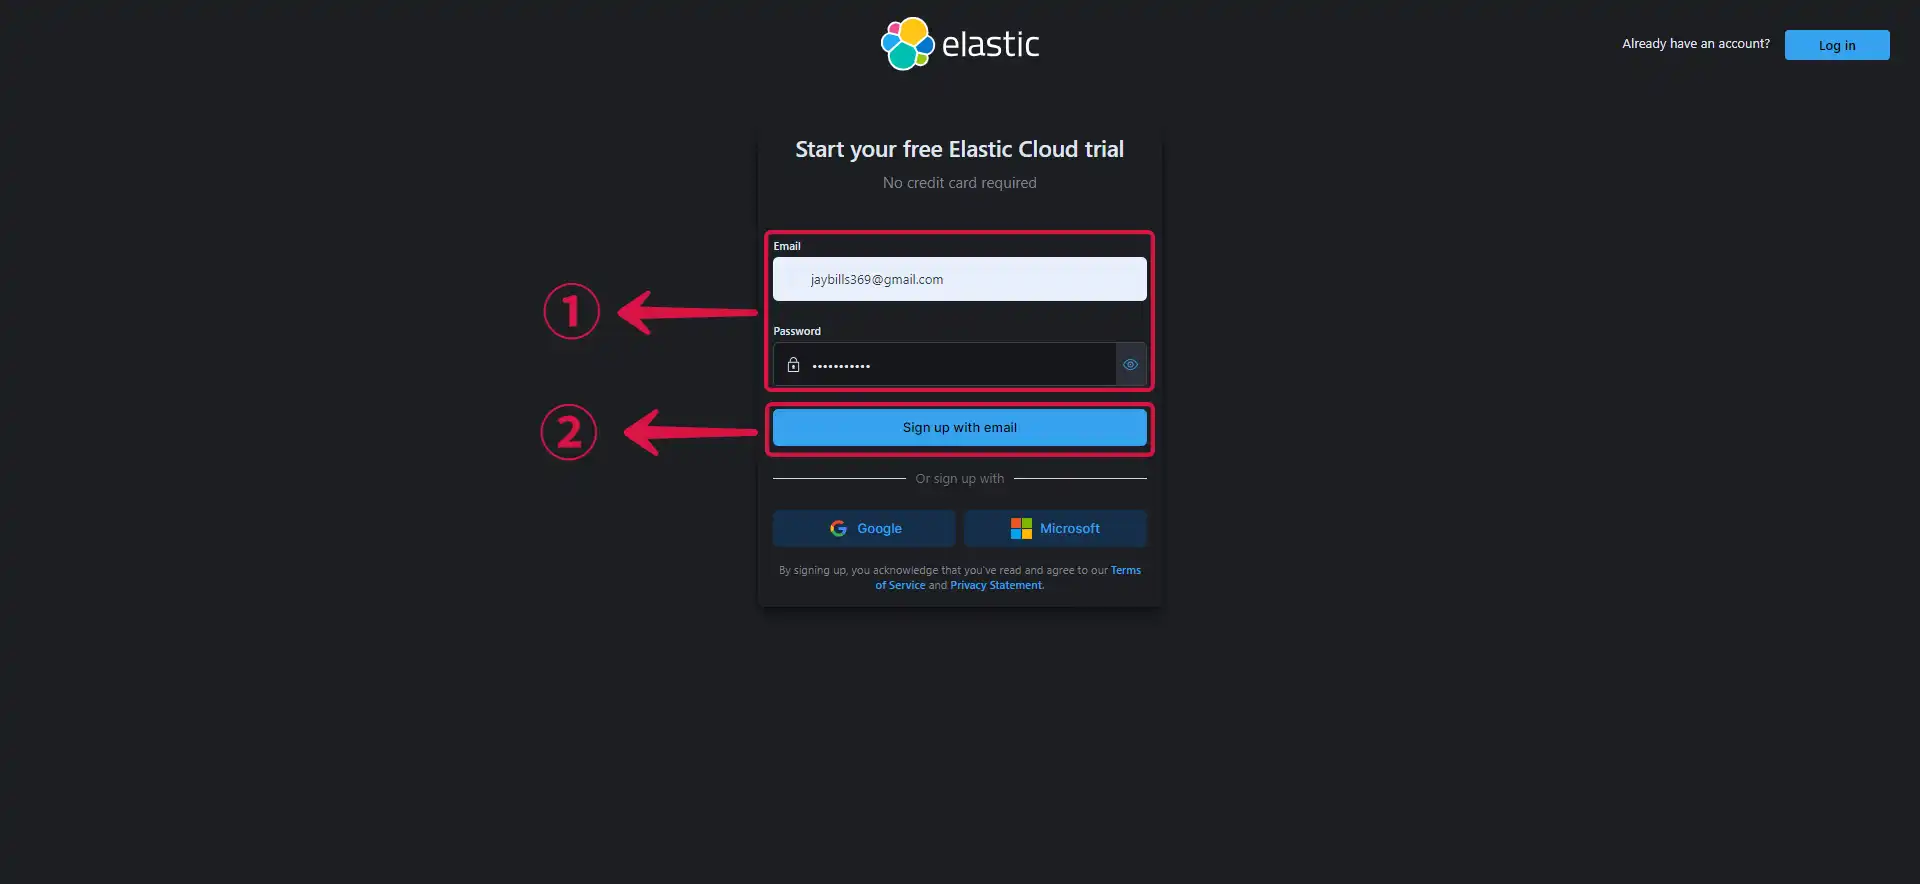 elastic
Already have an account?
Log in
Start your free Elastic Cloud trial
No credit card required
Email
jaybills369@gmail.com
1
Password
•••••••••••
2
Sign up with email
Or sign up with
Google
Microsoft
By signing up, you acknowledge that you've read and agree to our Terms
of Service and Privacy Statement.